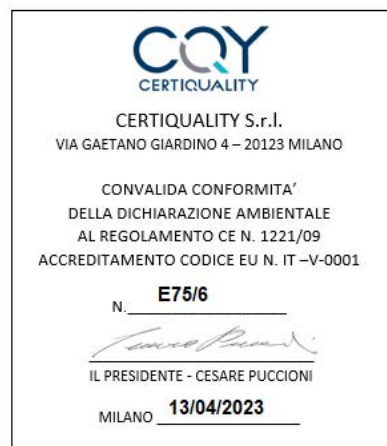 CQY
CERTIQUALITY
CERTIQUALITY S.r.l.
VIA GAETANO GIARDINO 4 – 20123 MILANO
CONVALIDA CONFORMITA’
DELLA DICHIARAZIONE AMBIENTALE
AL REGOLAMENTO CE N. 1221/09
ACCREDITAMENTO CODICE EU N. IT –V-0001
N. E75/6
IL PRESIDENTE - CESARE PUCCIONI
MILANO 13/04/2023